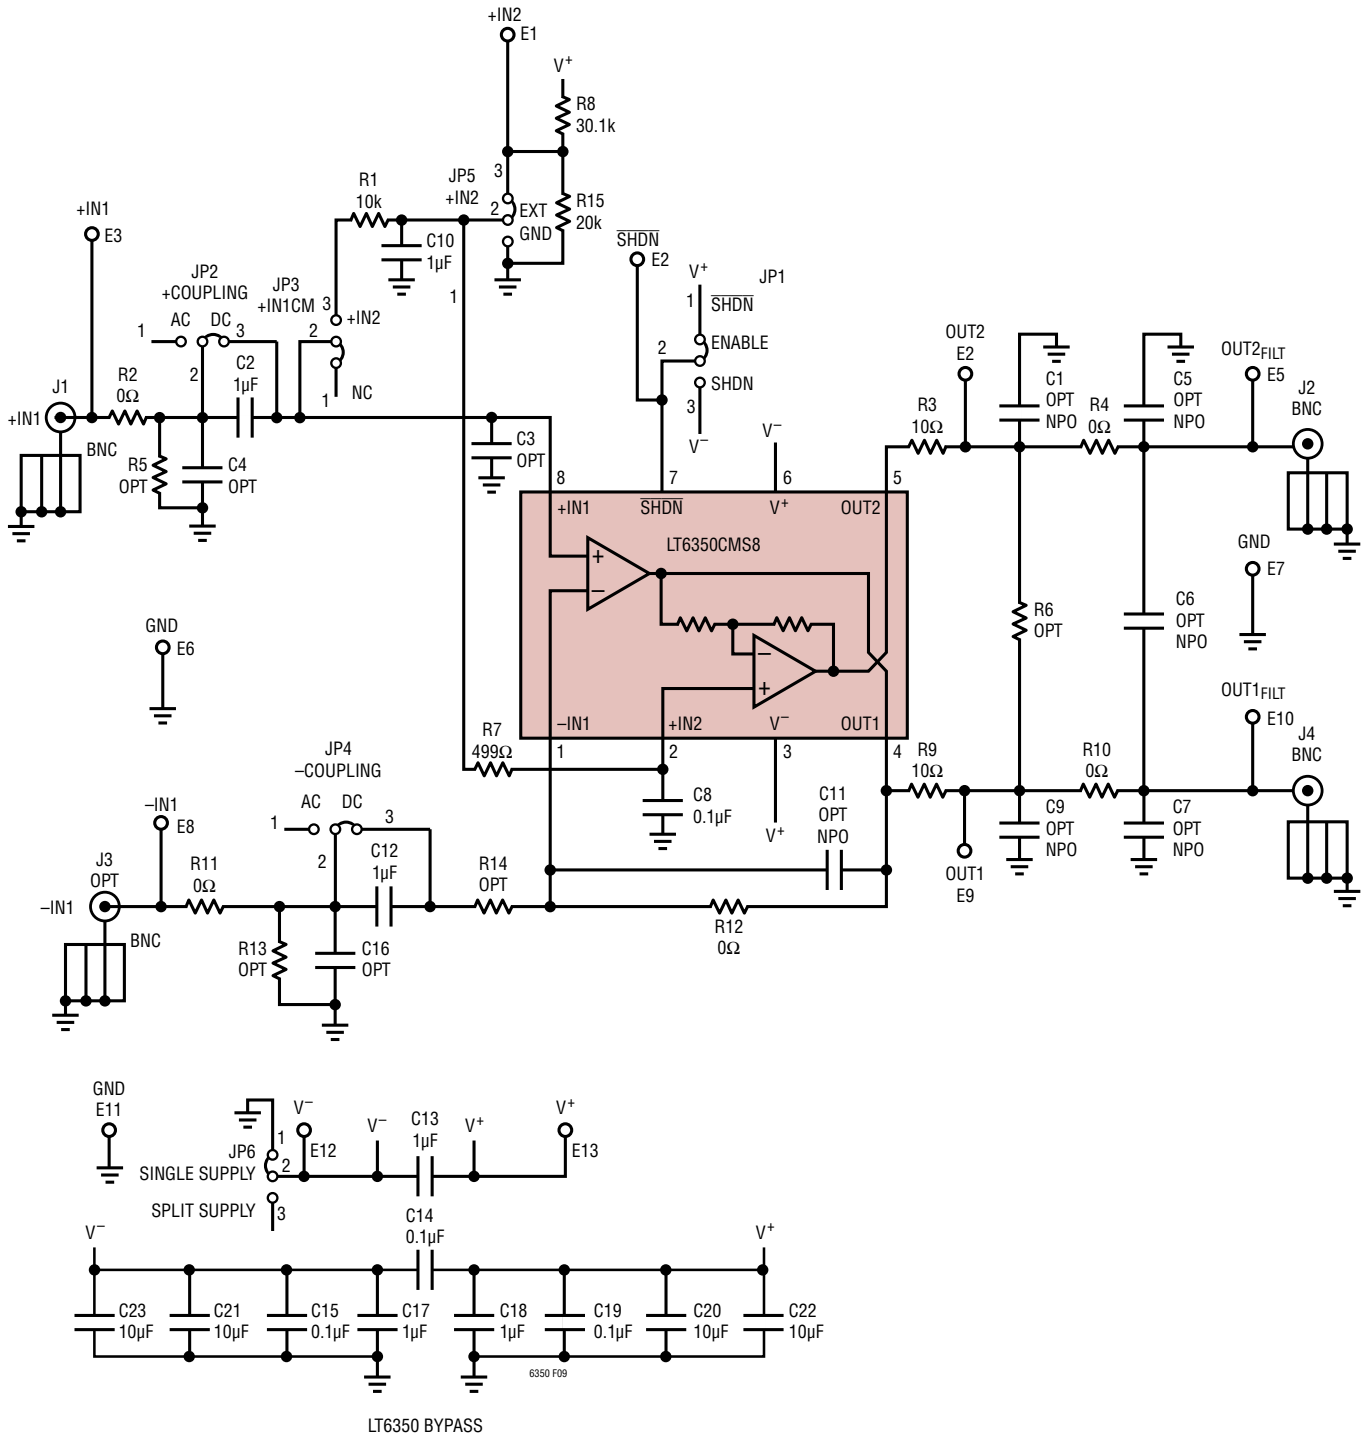 +IN2
E1
V+
R8
30.1k
3
JP5
+IN2
2
EXT
GND
R15
20k
R1
10k
C10
1µF
+IN1
E3
JP2
+COUPLING
1
AC
DC
3
2
JP3
+IN1CM
3
+IN2
2
1
NC
1
SHDN
E2
V+
JP1
1
SHDN
2
ENABLE
SHDN
3
V–
J1
+IN1
BNC
R2
0Ω
C2
1µF
R5
OPT
C4
OPT
C3
OPT
V–
8
7
6
5
+IN1
SHDN
V+
OUT2
LT6350CMS8
+
–
–
+
–IN1
+IN2
V–
OUT1
1
2
3
4
V+
OUT2
E2
R3
10Ω
C1
OPT
NPO
R4
0Ω
C5
OPT
NPO
OUT2FILT
E5
J2
BNC
GND
E7
R6
OPT
C6
OPT
NPO
OUT1FILT
E10
J4
BNC
R9
10Ω
R10
0Ω
C9
OPT
NPO
C7
OPT
NPO
OUT1
E9
GND
E6
R7
499Ω
C8
0.1µF
C11
OPT
NPO
JP4
–COUPLING
1
AC
DC
3
2
–IN1
E8
J3
OPT
–IN1
BNC
R11
0Ω
C12
1µF
R14
OPT
R12
0Ω
R13
OPT
C16
OPT
GND
E11
JP6
SINGLE SUPPLY
SPLIT SUPPLY
1
2
3
V–
E12
V–
C13
1µF
V+
V+
E13
V–
C14
0.1µF
V+
C23
10µF
C21
10µF
C15
0.1µF
C17
1µF
C18
1µF
C19
0.1µF
C20
10µF
C22
10µF
6350 F09
LT6350 BYPASS